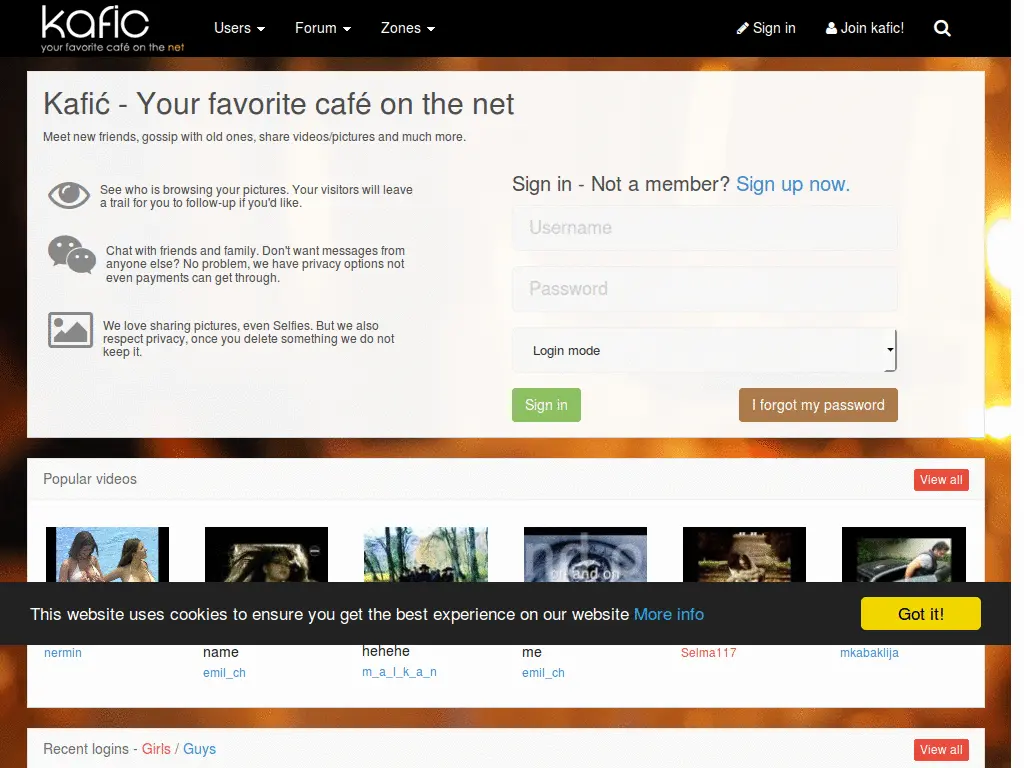 kafic
your favorite café on the net
Users
Forum
Zones
Sign in
Join kafic!
Kafić - Your favorite café on the net
Meet new friends, gossip with old ones, share videos/pictures and much more.
See who is browsing your pictures. Your visitors will leave
a trail for you to follow-up if you'd like.
Chat with friends and family. Don't want messages from
anyone else? No problem, we have privacy options not
even payments can get through.
We love sharing pictures, even Selfies. But we also
respect privacy, once you delete something we do not
keep it.
Sign in - Not a member? Sign up now.
Username
Password
Login mode
Sign in
I forgot my password
Popular videos
View all
on and on
This website uses cookies to ensure you get the best experience on our website More info
Got it!
nermin
name
emil_ch
hehehe
m_a_l_k_a_n
me
emil_ch
Selma117
mkabaklija
Recent logins - Girls / Guys
View all